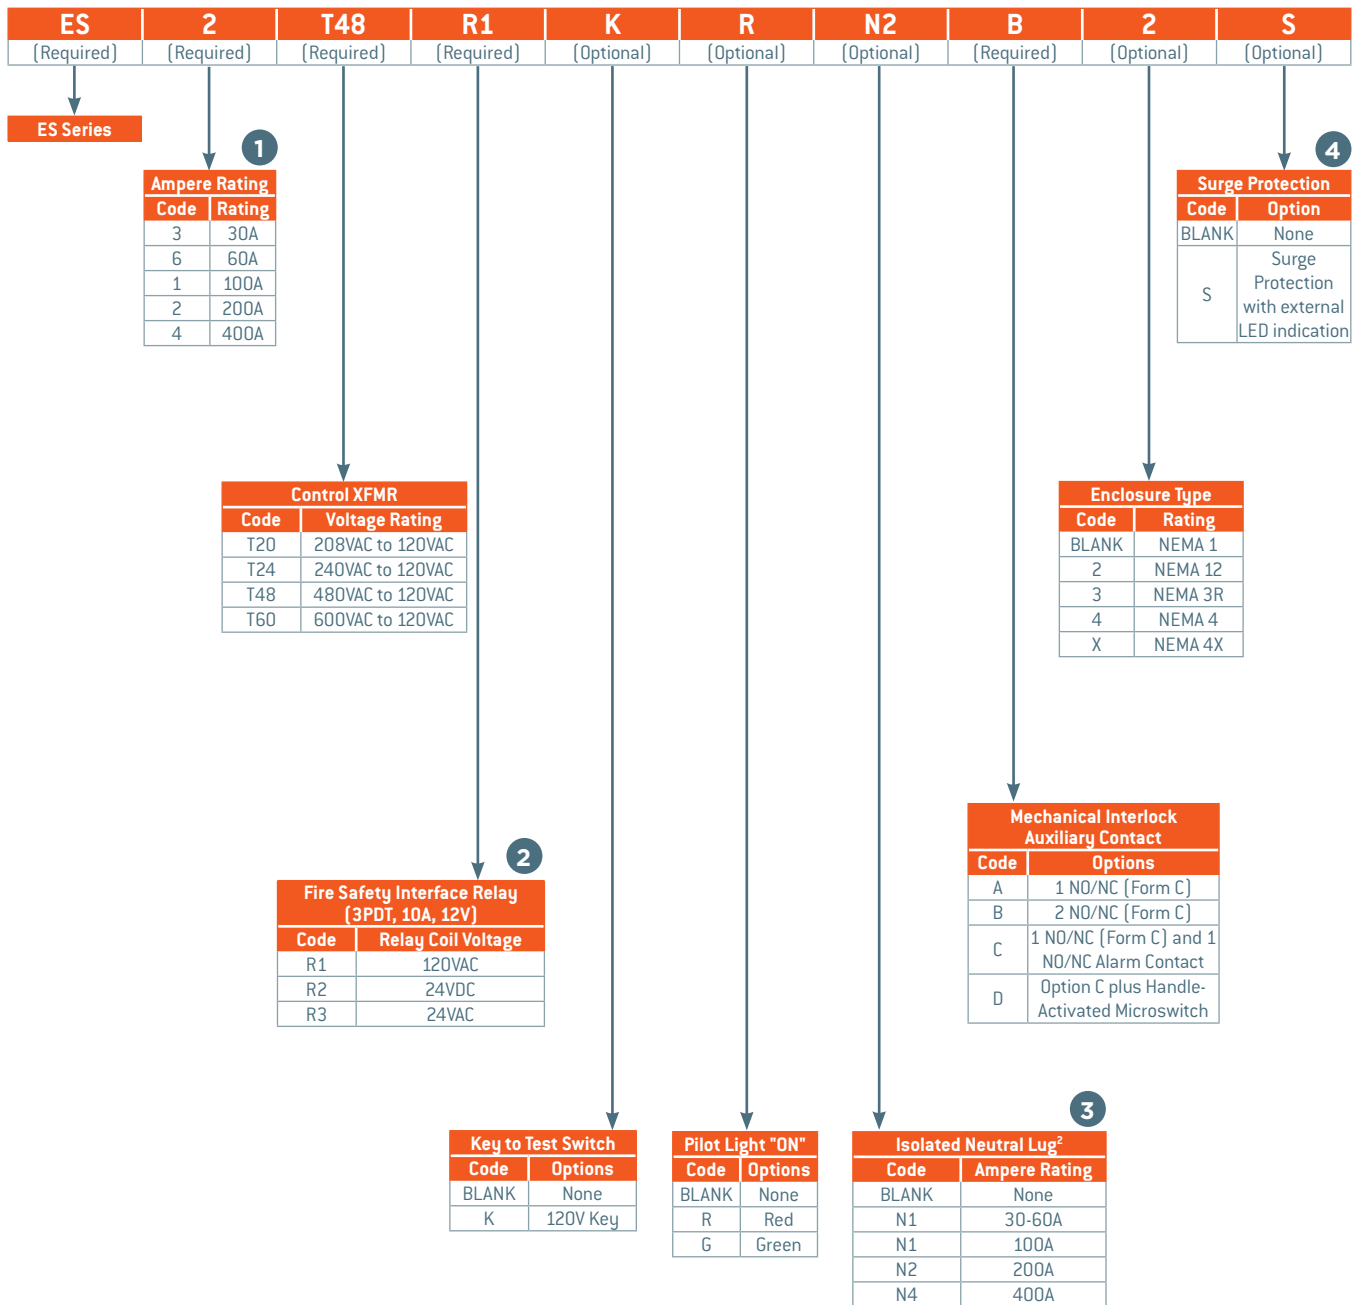 ES 2 T48 R1 K R N2 B 2 S
(Required) (Required) (Required) (Required) (Optional) (Optional) (Optional) (Required) (Optional) (Optional)
ES Series
1
Ampere Rating
Code Rating
3 30A
6 60A
1 100A
2 200A
4 400A
4
Surge Protection
Code Option
BLANK None
S Surge
Protection
with external
LED indication
Control XFMR
Code Voltage Rating
T20 208VAC to 120VAC
T24 240VAC to 120VAC
T48 480VAC to 120VAC
T60 600VAC to 120VAC
Enclosure Type
Code Rating
BLANK NEMA 1
2 NEMA 12
3 NEMA 3R
4 NEMA 4
X NEMA 4X
2
Fire Safety Interface Relay
(3PDT, 10A, 12V)
Code Relay Coil Voltage
R1 120VAC
R2 24VDC
R3 24VAC
Mechanical Interlock
Auxiliary Contact
Code Options
A 1 NO/NC (Form C)
B 2 NO/NC (Form C)
C 1 NO/NC (Form C) and 1
NO/NC Alarm Contact
D Option C plus Handle-
Activated Microswitch
Key to Test Switch
Code Options
BLANK None
K 120V Key
Pilot Light "ON"
Code Options
BLANK None
R Red
G Green
3
Isolated Neutral Lug²
Code Ampere Rating
BLANK None
N1 30-60A
N1 100A
N2 200A
N4 400A